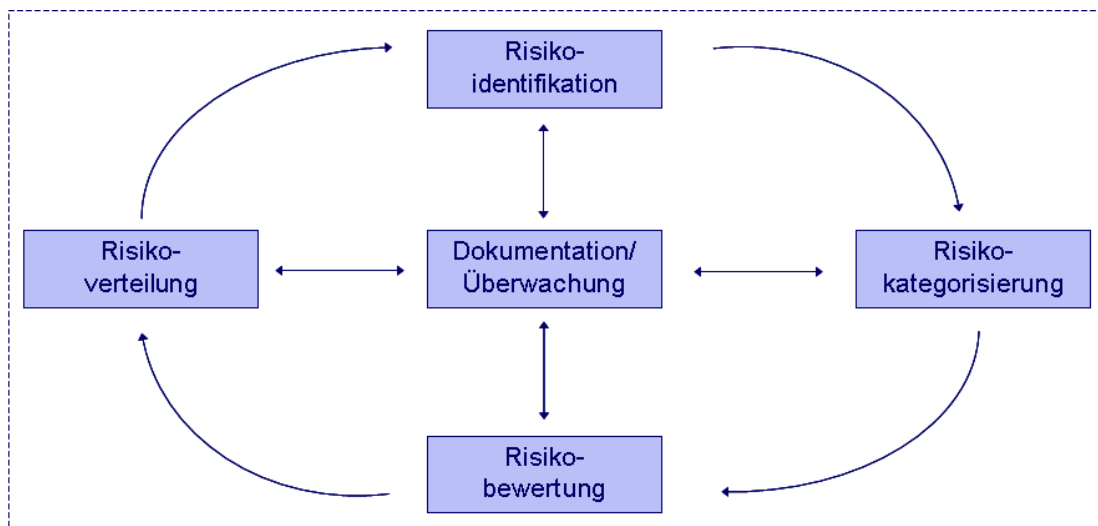 Risiko-
identifikation
Risiko-
verteilung
Dokumentation/
Überwachung
Risiko-
kategorisierung
Risiko-
bewertung